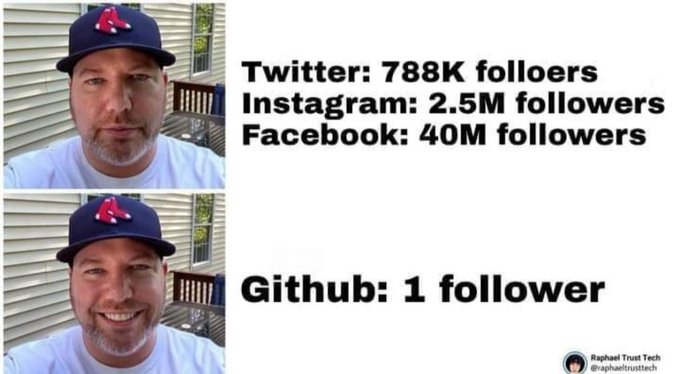 Twitter: 788K folloers
Instagram: 2.5M followers
Facebook: 40M followers
Github: 1 follower
Raphael Trust Tech
@raphaeltrusttech